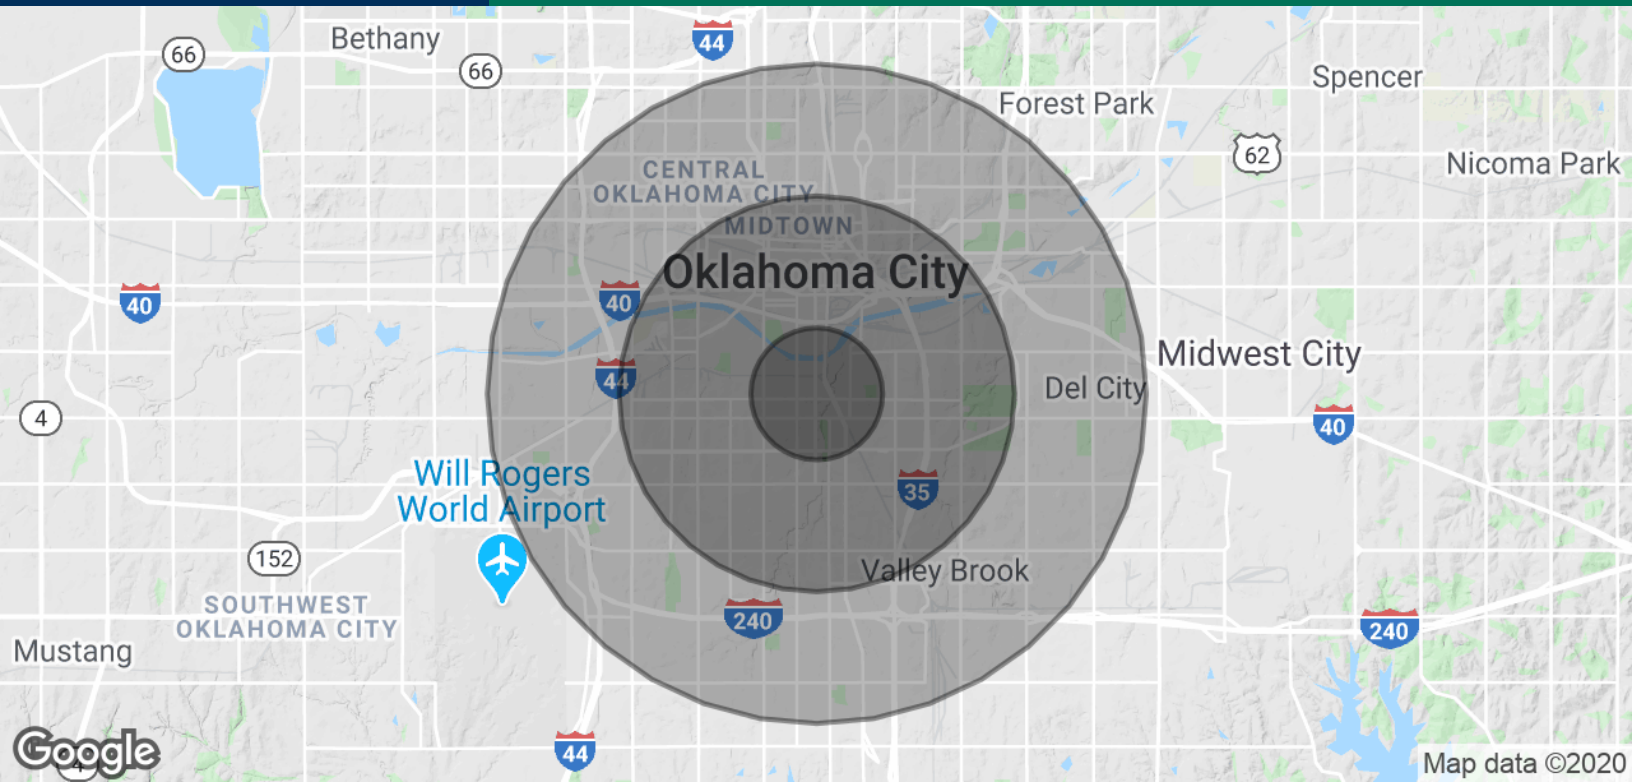 Bethany
44
66
66
Spencer
Forest Park
62
Nicoma Park
CENTRAL
OKLAHOMA CITY
MIDTOWN
Oklahoma City
40
40
Midwest City
44
Del City
4
40
Will Rogers
World Airport
35
152
Valley Brook
SOUTHWEST
OKLAHOMA CITY
240
240
Mustang
44
Google
4
Map data ©2020